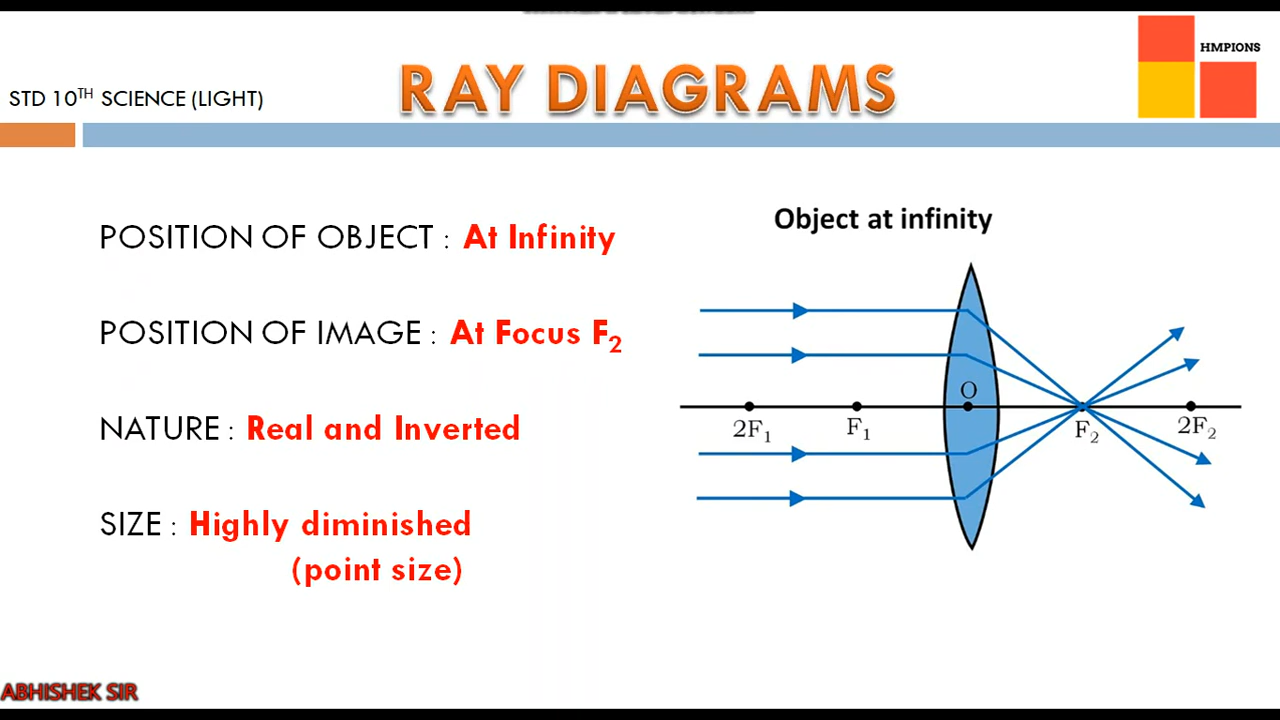 HMPIONS
RAY DIAGRAMS
STD 10TH SCIENCE (LIGHT)
POSITION OF OBJECT : At Infinity
POSITION OF IMAGE : At Focus F2
NATURE : Real and Inverted
SIZE : Highly diminished
(point size)
Object at infinity
O
2F1
F1
F2
2F2
ABHISHEK SIR